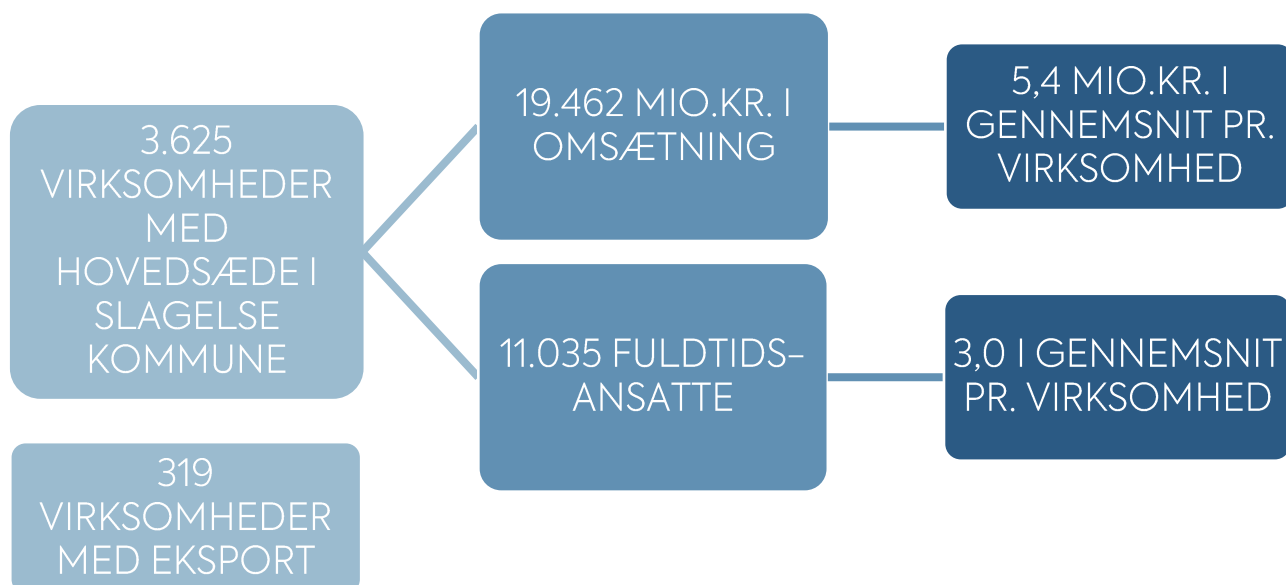 3.625
VIRKSOMHEDER
MED
HOVEDSÆDE I
SLAGELSE
KOMMUNE
319
VIRKSOMHEDER
MED EKSPORT
19.462 MIO.KR. I
OMSÆTNING
11.035 FULDTIDS-
ANSATTE
5,4 MIO.KR. I
GENNEMSNIT PR.
VIRKSOMHED
3,0 I GENNEMSNIT
PR. VIRKSOMHED